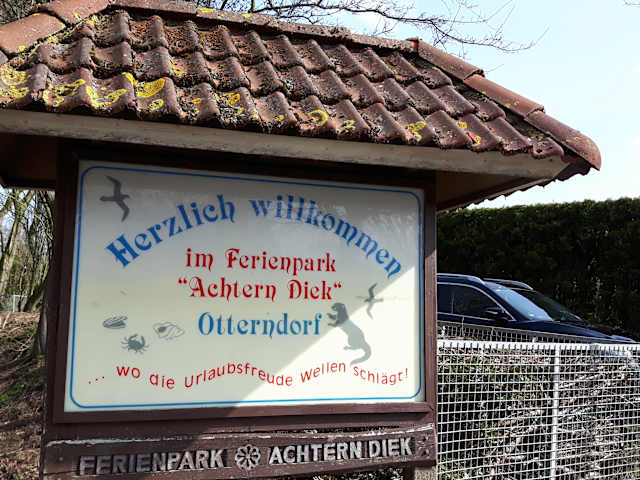 Herzlich willkommen
im Ferienpark
"Achtern Diek"
Otterndorf
... wo die Urlaubsfreude Wellen schlägt!
FERIENPARK ACHTERN DIEK